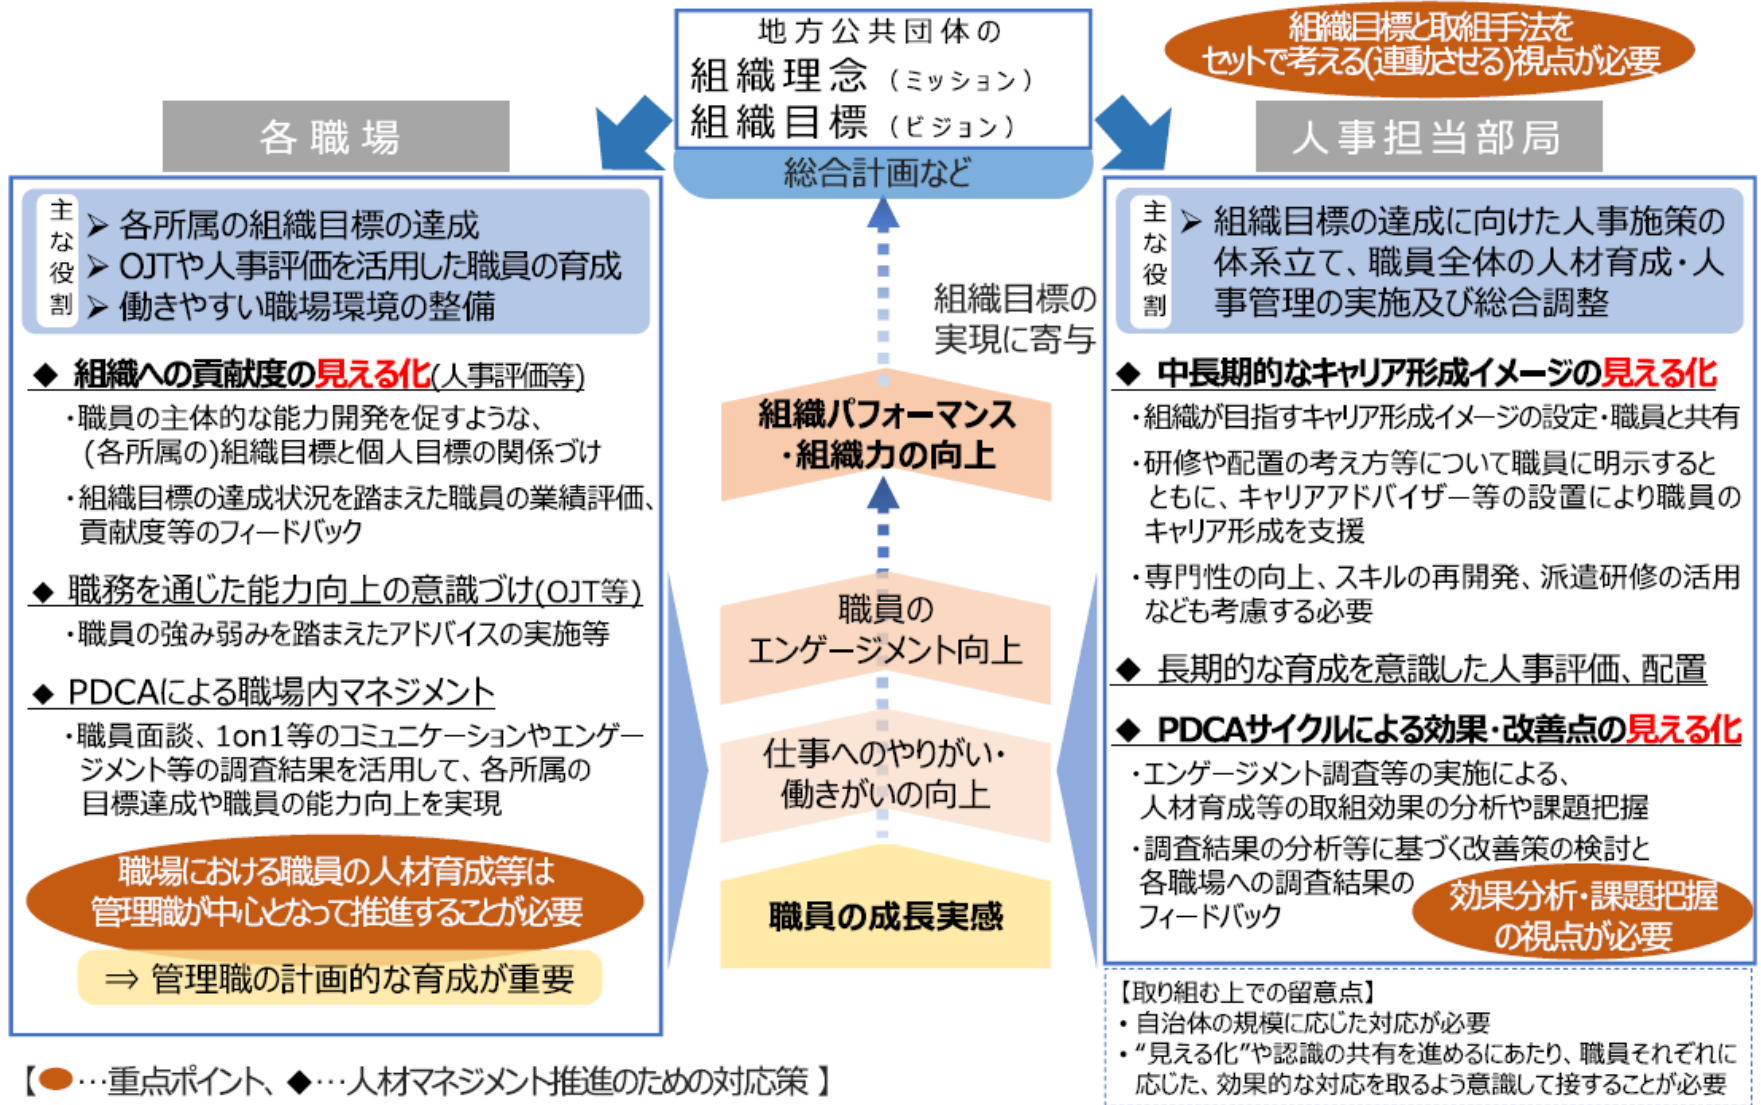 地方公共団体の
組織理念（ミッション）
組織目標（ビジョン）
総合計画など
組織目標と取組手法を
セットで考える(連動させる)視点が必要
各職場
主な役割
➢ 各所属の組織目標の達成
➢ OJTや人事評価を活用した職員の育成
➢ 働きやすい職場環境の整備
◆ 組織への貢献度の見える化(人事評価等)
・職員の主体的な能力開発を促すような、
(各所属の)組織目標と個人目標の関係づけ
・組織目標の達成状況を踏まえた職員の業績評価、
貢献度等のフィードバック
◆ 職務を通じた能力向上の意識づけ(OJT等)
・職員の強み弱みを踏まえたアドバイスの実施等
◆ PDCAによる職場内マネジメント
・職員面談、1on1等のコミュニケーションやエンゲー
ジメント等の調査結果を活用して、各所属の
目標達成や職員の能力向上を実現
職場における職員の人材育成等は
管理職が中心となって推進することが必要
⇒ 管理職の計画的な育成が重要
組織目標の
実現に寄与
組織パフォーマンス
・組織力の向上
職員の
エンゲージメント向上
仕事へのやりがい・
働きがいの向上
職員の成長実感
人事担当部局
主な役割
➢ 組織目標の達成に向けた人事施策の
体系立て、職員全体の人材育成・人
事管理の実施及び総合調整
◆ 中長期的なキャリア形成イメージの見える化
・組織が目指すキャリア形成イメージの設定・職員と共有
・研修や配置の考え方等について職員に明示すると
ともに、キャリアアドバイザー等の設置により職員の
キャリア形成を支援
・専門性の向上、スキルの再開発、派遣研修の活用
なども考慮する必要
◆ 長期的な育成を意識した人事評価、配置
◆ PDCAサイクルによる効果・改善点の見える化
・エンゲージメント調査等の実施による、
人材育成等の取組効果の分析や課題把握
・調査結果の分析等に基づく改善策の検討と
各職場への調査結果の
フィードバック
効果分析・課題把握
の視点が必要
【取り組む上での留意点】
・自治体の規模に応じた対応が必要
・“見える化”や認識の共有を進めるにあたり、職員それぞれに
応じた、効果的な対応を取るよう意識して接することが必要
【●…重点ポイント、◆…人材マネジメント推進のための対応策 】